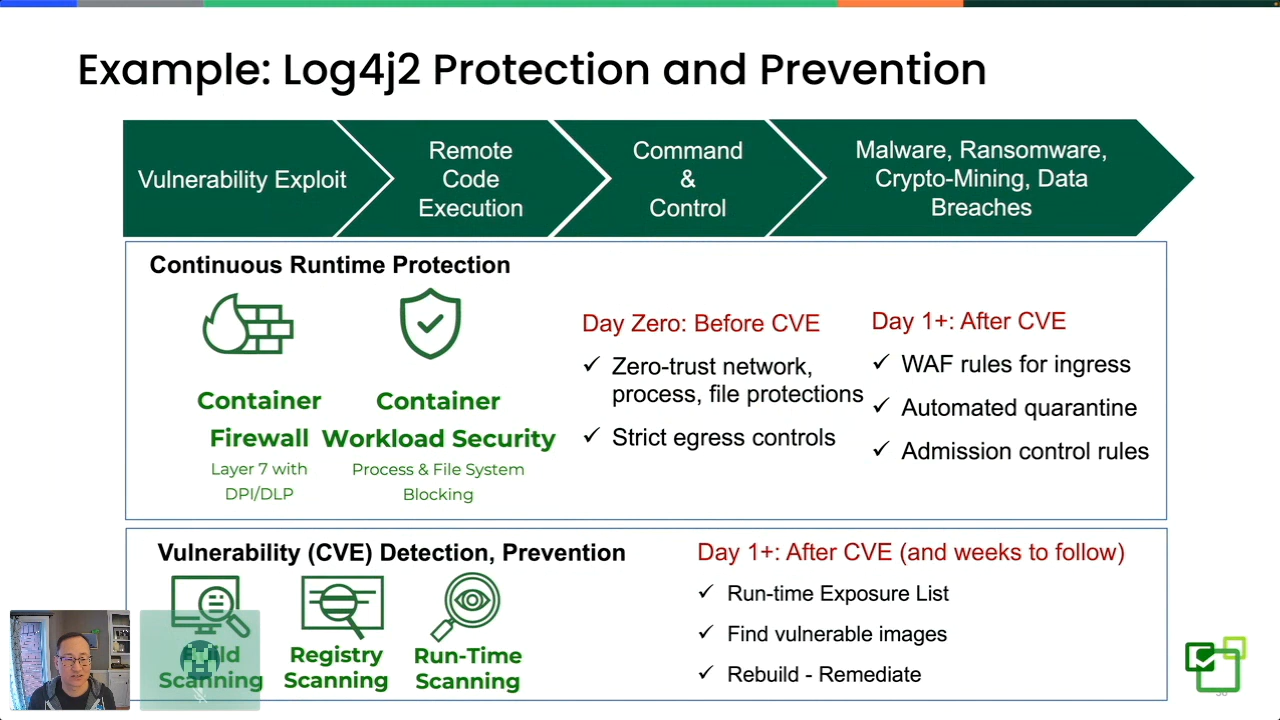 Example: Log4j2 Protection and Prevention
Vulnerability Exploit
Remote
Code
Execution
Command
&
Control
Malware, Ransomware,
Crypto-Mining, Data
Breaches
Continuous Runtime Protection
Container
Firewall
Layer 7 with
DPI/DLP
Container
Workload Security
Process & File System
Blocking
Day Zero: Before CVE
✓ Zero-trust network,
process, file protections
✓ Strict egress controls
Day 1+: After CVE
✓ WAF rules for ingress
✓ Automated quarantine
✓ Admission control rules
Vulnerability (CVE) Detection, Prevention
Build
Scanning
Registry
Scanning
Run-Time
Scanning
Day 1+: After CVE (and weeks to follow)
✓ Run-time Exposure List
✓ Find vulnerable images
✓ Rebuild - Remediate